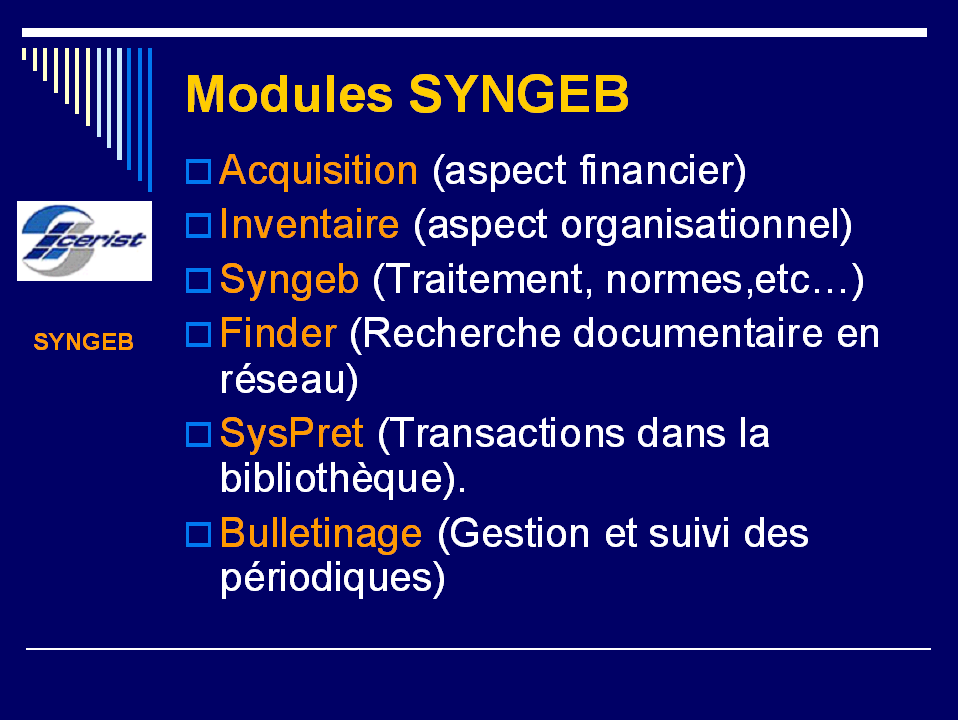 Modules SYNGEB
Acquisition (aspect financier)
Inventaire (aspect organisationnel)
Syngeb (Traitement, normes,etc…)
Finder (Recherche documentaire en
réseau)
SysPret (Transactions dans la
bibliothèque).
Bulletinage (Gestion et suivi des
périodiques)
cerist
SYNGEB